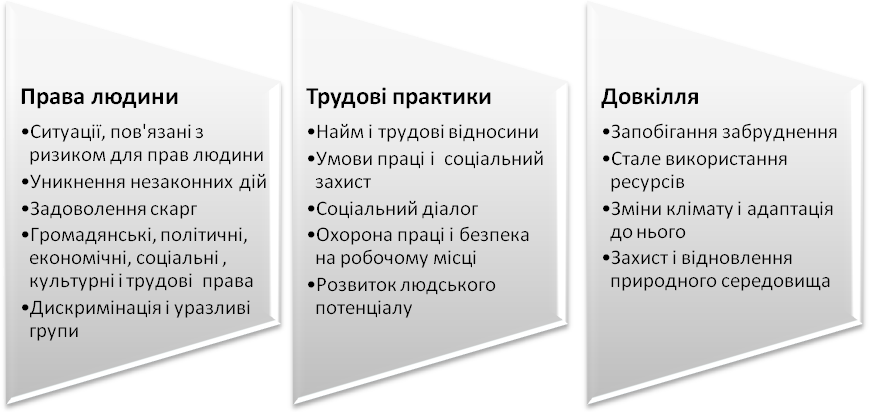 Права людини
•Ситуації, пов'язані з
ризиком для прав людини
•Уникнення незаконних дій
•Задоволення скарг
•Громадянські, політичні,
економічні, соціальні ,
культурні і трудові права
•Дискримінація і уразливі
групи
Трудові практики
•Найм і трудові відносини
•Умови праці і соціальний
захист
•Соціальний діалог
•Охорона праці і безпека
на робочому місці
•Розвиток людського
потенціалу
Довкілля
•Запобігання забруднення
•Стале використання
ресурсів
•Зміни клімату і адаптація
до нього
•Захист і відновлення
природного середовища